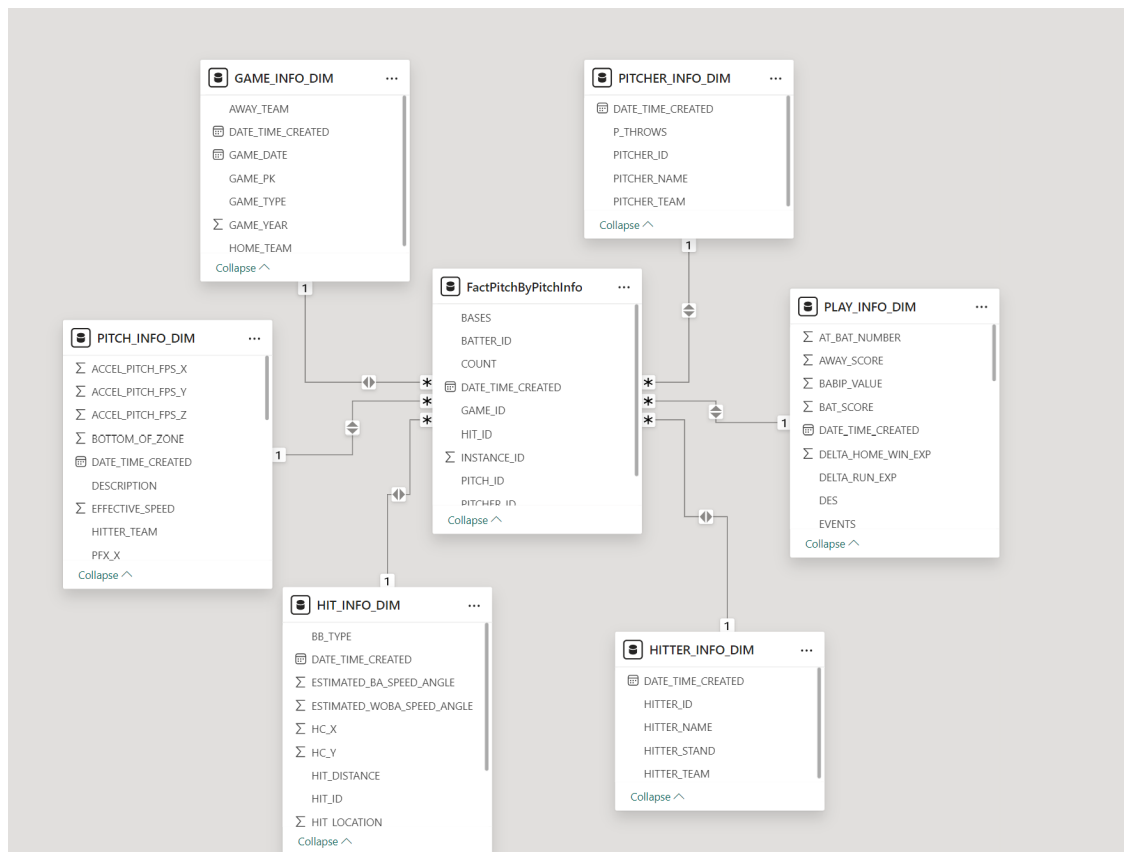 GAME_INFO_DIM
AWAY_TEAM
DATE_TIME_CREATED
GAME_DATE
GAME_PK
GAME_TYPE
GAME_YEAR
HOME_TEAM
Collapse
1
PITCHER_INFO_DIM
DATE_TIME_CREATED
P_THROWS
PITCHER_ID
PITCHER_NAME
PITCHER_TEAM
Collapse
1
FactPitchByPitchInfo
BASES
BATTER_ID
COUNT
DATE_TIME_CREATED
GAME_ID
HIT_ID
INSTANCE_ID
PITCH_ID
PITCHER_ID
Collapse
PITCH_INFO_DIM
ACCEL_PITCH_FPS_X
ACCEL_PITCH_FPS_Y
ACCEL_PITCH_FPS_Z
BOTTOM_OF_ZONE
DATE_TIME_CREATED
DESCRIPTION
EFFECTIVE_SPEED
HITTER_TEAM
PFX_X
Collapse
1
PLAY_INFO_DIM
AT_BAT_NUMBER
AWAY_SCORE
BABIP_VALUE
BAT_SCORE
DATE_TIME_CREATED
DELTA_HOME_WIN_EXP
DELTA_RUN_EXP
DES
EVENTS
Collapse
1
1
HIT_INFO_DIM
BB_TYPE
DATE_TIME_CREATED
ESTIMATED_BA_SPEED_ANGLE
ESTIMATED_WOBA_SPEED_ANGLE
HC_X
HC_Y
HIT_DISTANCE
HIT_ID
HIT_LOCATION
Collapse
1
HITTER_INFO_DIM
DATE_TIME_CREATED
HITTER_ID
HITTER_NAME
HITTER_STAND
HITTER_TEAM
Collapse